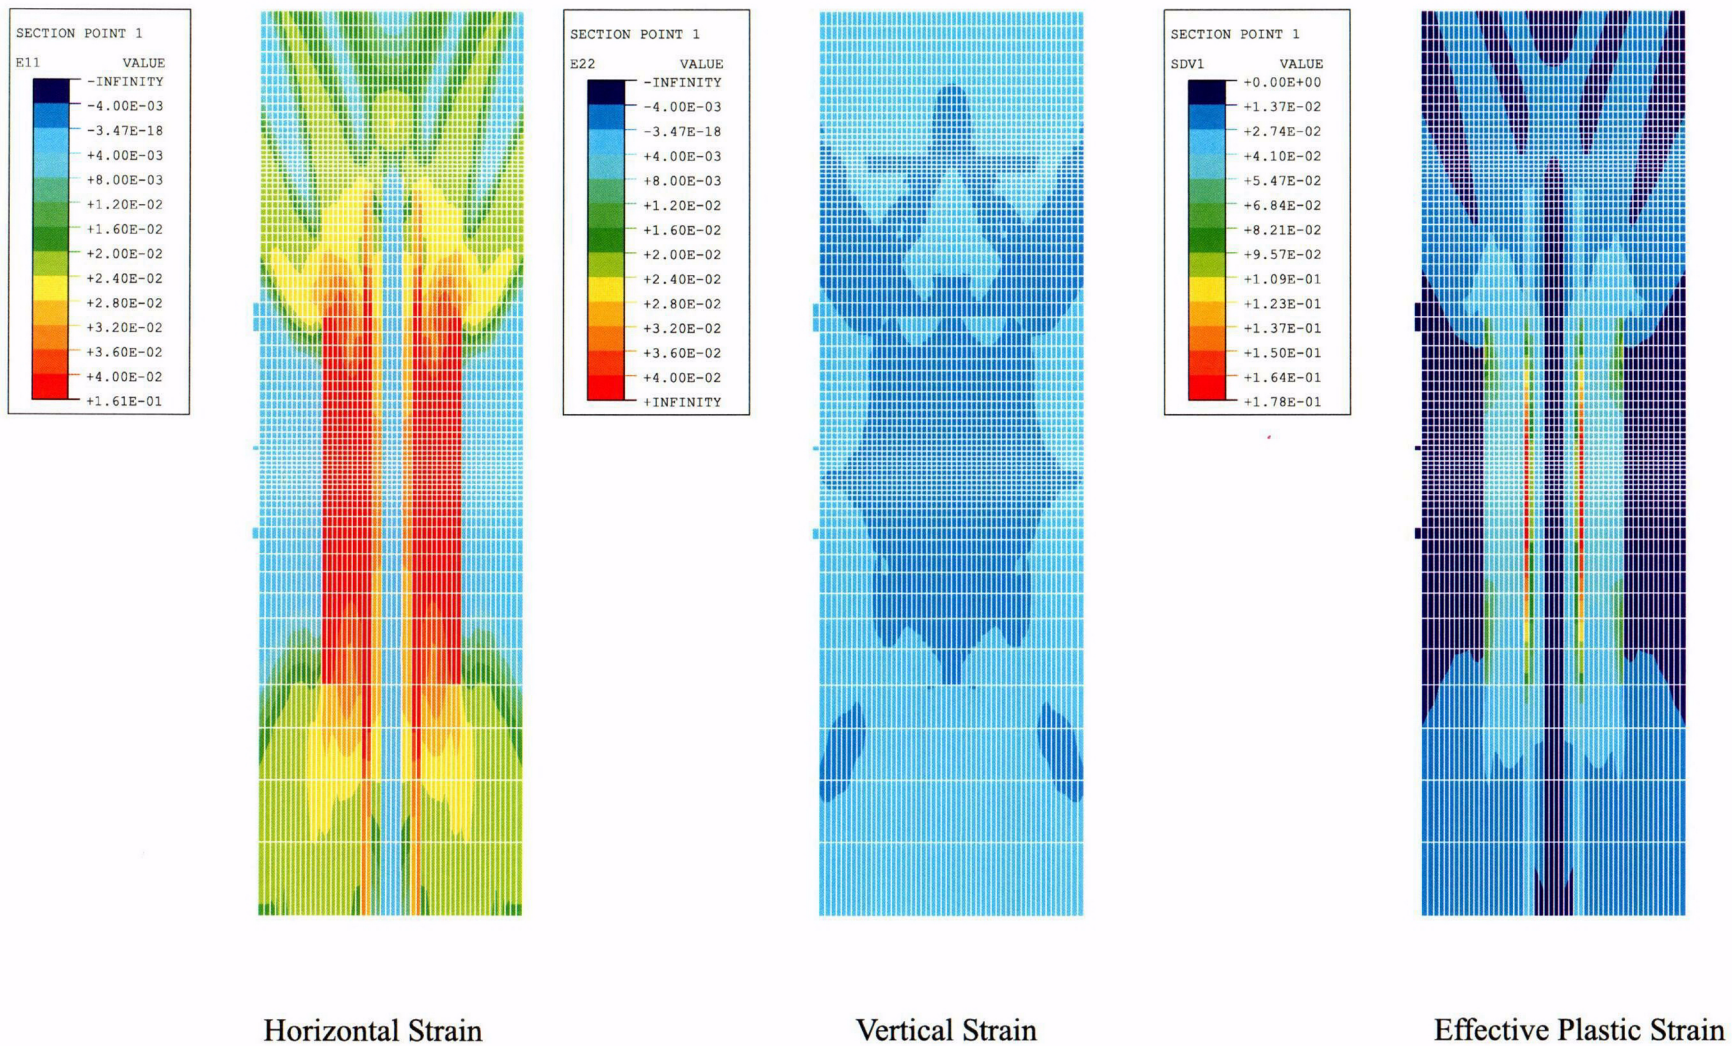 SECTION POINT 1
E11 VALUE
-INFINITY
-4.00E-03
-3.47E-18
+4.00E-03
+8.00E-03
+1.20E-02
+1.60E-02
+2.00E-02
+2.40E-02
+2.80E-02
+3.20E-02
+3.60E-02
+4.00E-02
+1.61E-01
SECTION POINT 1
E22 VALUE
-INFINITY
-4.00E-03
-3.47E-18
+4.00E-03
+8.00E-03
+1.20E-02
+1.60E-02
+2.00E-02
+2.40E-02
+2.80E-02
+3.20E-02
+3.60E-02
+4.00E-02
+INFINITY
SECTION POINT 1
SDV1 VALUE
+0.00E+00
+1.37E-02
+2.74E-02
+4.10E-02
+5.47E-02
+6.84E-02
+8.21E-02
+9.57E-02
+1.09E-01
+1.23E-01
+1.37E-01
+1.50E-01
+1.64E-01
+1.78E-01
Horizontal Strain
Vertical Strain
Effective Plastic Strain